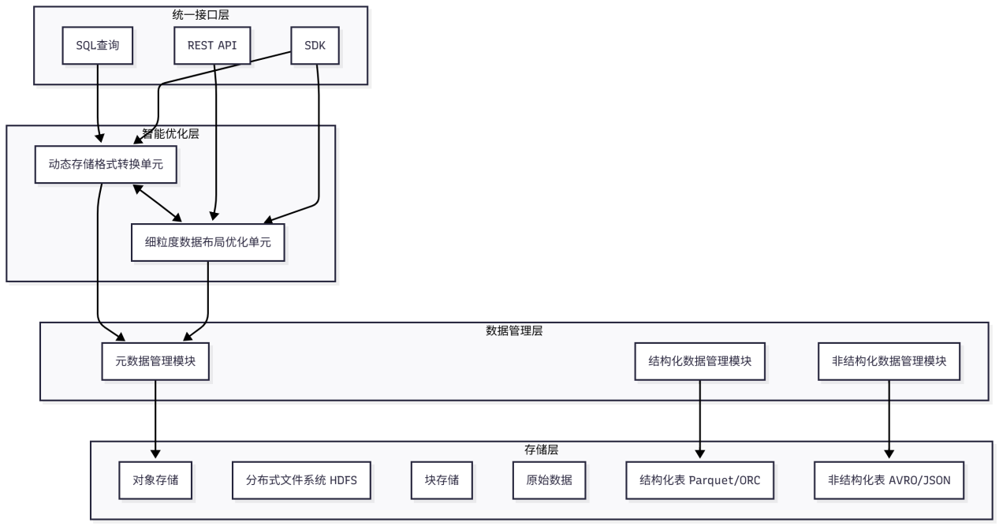 统一接口层
SQL查询
REST API
SDK
智能优化层
动态存储格式转换单元
细粒度数据布局优化单元
数据管理层
元数据管理模块
结构化数据管理模块
非结构化数据管理模块
存储层
对象存储
分布式文件系统 HDFS
块存储
原始数据
结构化表 Parquet/ORC
非结构化表 AVRO/JSON